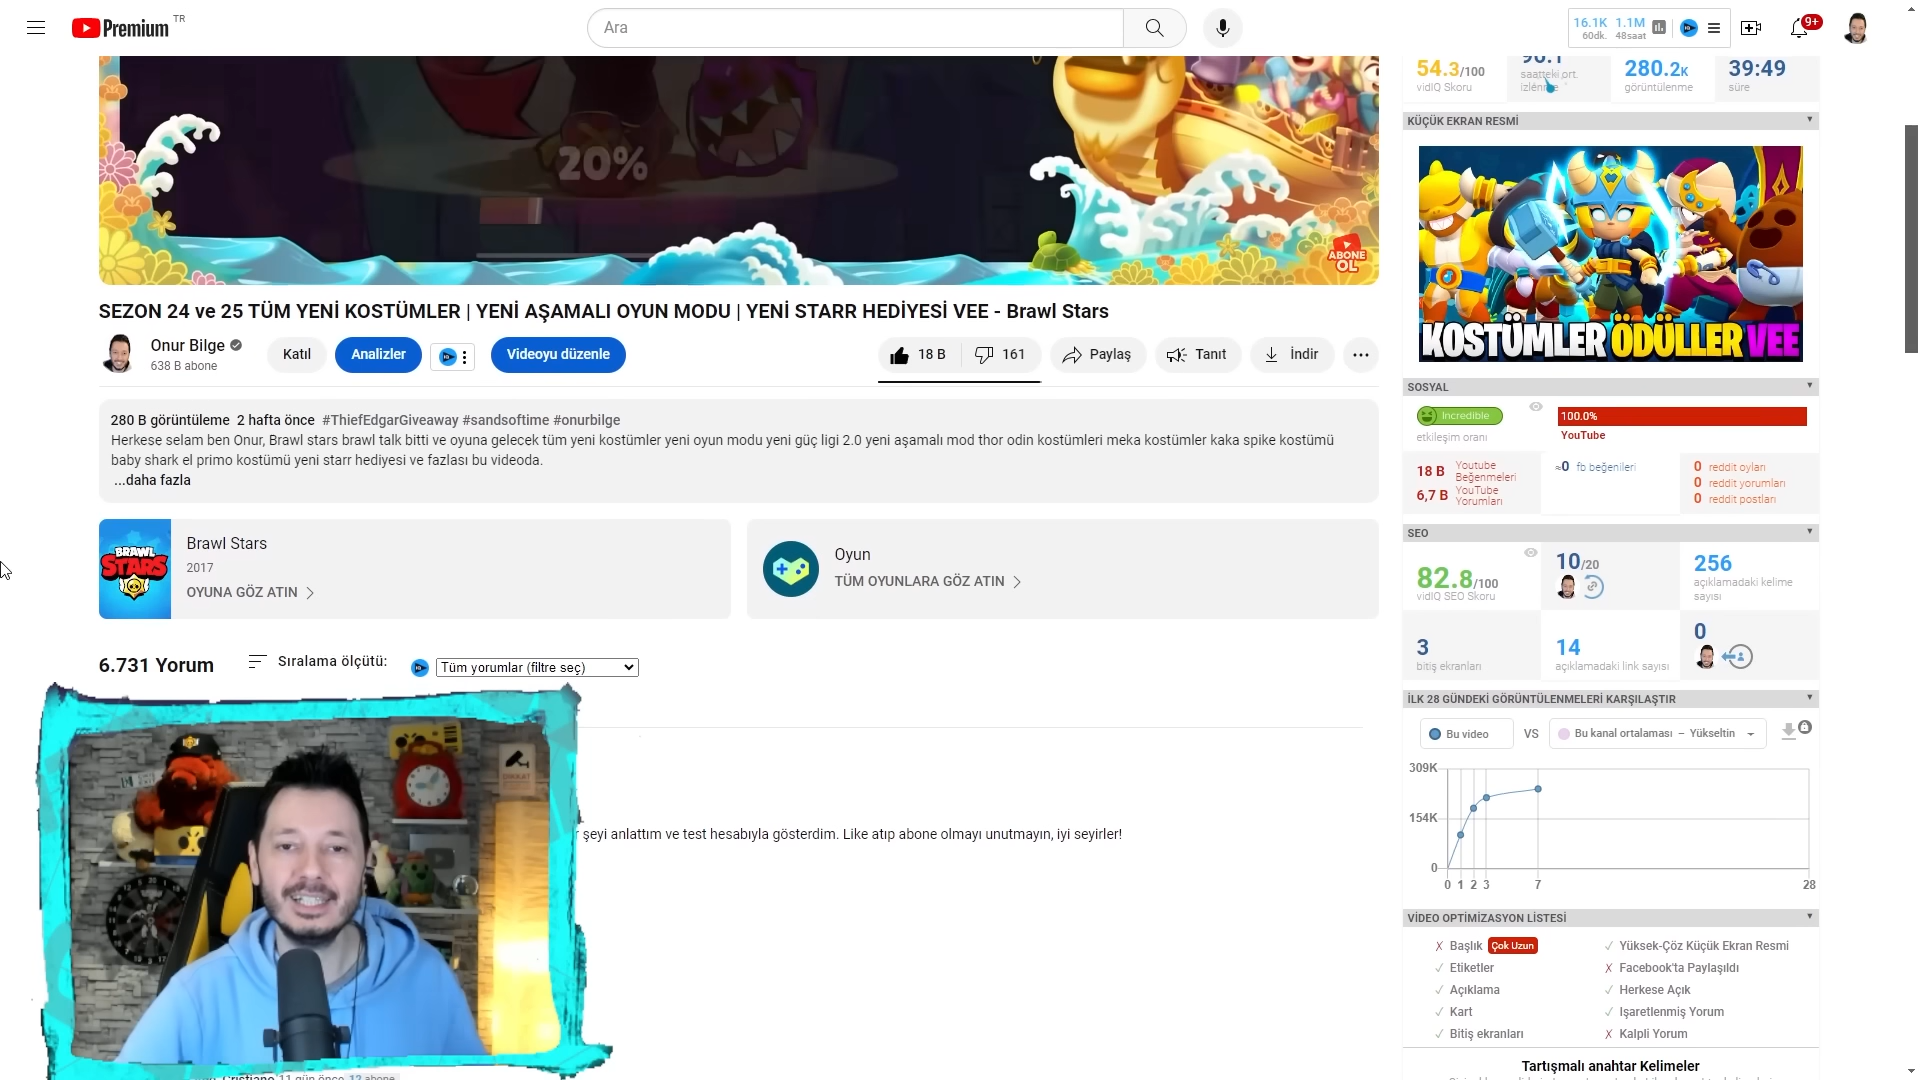 Premium TR
Ara
16.1K 1.1M
60dk. 48saat
9+
20%
ABONE
OL
SEZON 24 ve 25 TÜM YENİ KOSTÜMLER | YENİ AŞAMALI OYUN MODU | YENİ STARR HEDİYESİ VEE - Brawl Stars
Onur Bilge
638 B abone
Katıl
Analizler
Videoyu düzenle
18 B
161
Paylaş
Tanıt
İndir
280 B görüntüleme 2 hafta önce #ThiefEdgarGiveaway #sandsoftime #onurbilge
Herkese selam ben Onur, Brawl stars brawl talk bitti ve oyuna gelecek tüm yeni kostümler yeni oyun modu yeni güç ligi 2.0 yeni aşamalı mod thor odin kostümleri meka kostümler kaka spike kostümü
baby shark el primo kostümü yeni starr hediyesi ve fazlası bu videoda.
...daha fazla
BRAWL
STARS
Brawl Stars
2017
OYUNA GÖZ ATIN
Oyun
TÜM OYUNLARA GÖZ ATIN
6.731 Yorum
Sıralama ölçütü:
Tüm yorumlar (filtre seç)
şeyi anlattım ve test hesabıyla gösterdim. Like atıp abone olmayı unutmayın, iyi seyirler!
Cristiano 11 gün önce 12 abone
54.3/100
vidIQ Skoru
saatteki ort.
izlenme
280.2K
görüntülenme
39:49
süre
KÜÇÜK EKRAN RESMİ
KOSTÜMLER ÖDÜLLER VEE
SOSYAL
Incredible
etkileşim oranı
100.0%
YouTube
18 B Youtube
Beğenmeleri
6,7 B YouTube
Yorumları
≈0 fb beğenileri
0 reddit oyları
0 reddit yorumları
0 reddit postları
SEO
82.8/100
vidIQ SEO Skoru
10/20
256
açıklamadaki kelime
sayısı
3
bitiş ekranları
14
açıklamadaki link sayısı
0
İLK 28 GÜNDEKİ GÖRÜNTÜLENMELERİ KARŞILAŞTIR
Bu video
VS
Bu kanal ortalaması – Yükseltin
309K
154K
0
0 1 2 3 7 28
VİDEO OPTİMİZASYON LİSTESİ
Başlık Çok Uzun
Yüksek-Çöz Küçük Ekran Resmi
Etiketler
Facebook'ta Paylaşıldı
Açıklama
Herkese Açık
Kart
Işaretlenmiş Yorum
Bitiş ekranları
Kalpli Yorum
Tartışmalı anahtar Kelimeler